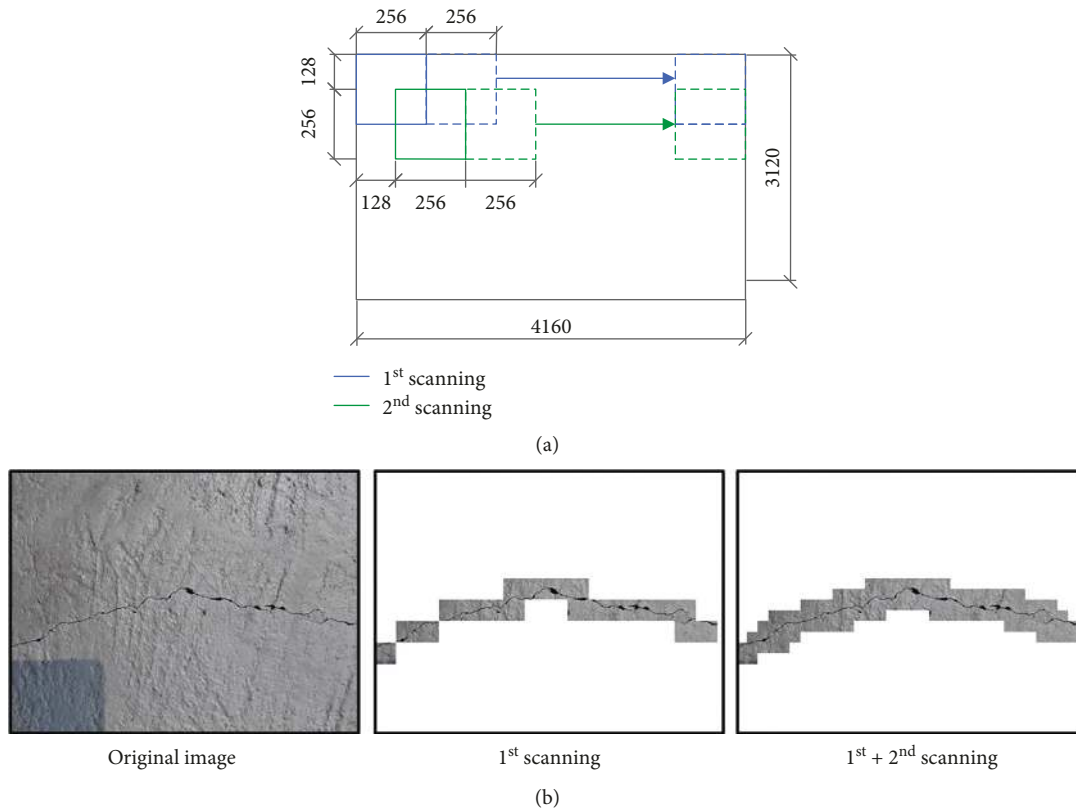 256 256
128
256
128 256 256
3120
4160
1st scanning
2nd scanning
(a)
Original image 1st scanning 1st + 2nd scanning
(b)